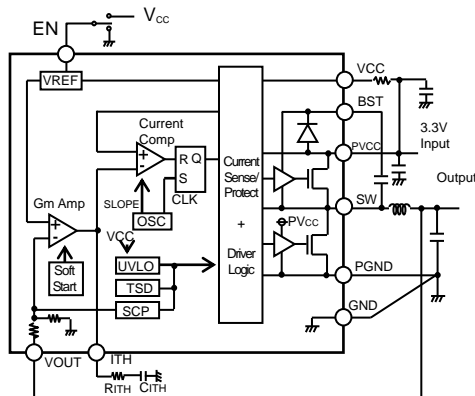 EN
VCC
VREF
VCC
BST
Current
Comp
+
-
R Q
S
CLK
Current
Sense/
Protect
+
Driver
Logic
PVCC
3.3V
Input
Output
SW
Gm Amp
+
-
SLOPE
OSC
VCC
PVCC
Soft
Start
UVLO
TSD
SCP
PGND
GND
VOUT
ITH
RITH
CITH